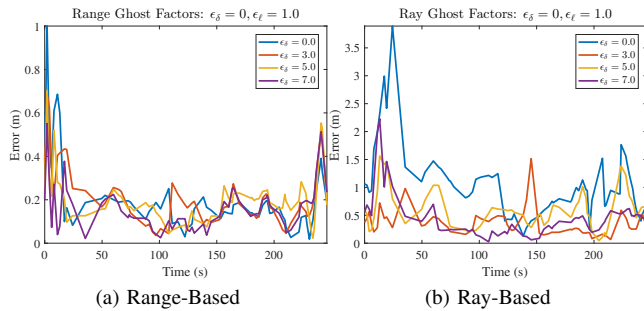 Range Ghost Factors: ϵ_δ = 0, ϵ_ℓ = 1.0
1
0.8
0.6
0.4
0.2
0
Error (m)
ϵ_δ = 0.0
ϵ_δ = 3.0
ϵ_δ = 5.0
ϵ_δ = 7.0
0 50 100 150 200
Time (s)
(a) Range-Based
Ray Ghost Factors: ϵ_δ = 0, ϵ_ℓ = 1.0
3.5
3
2.5
2
1.5
1
0.5
0
Error (m)
ϵ_δ = 0.0
ϵ_δ = 3.0
ϵ_δ = 5.0
ϵ_δ = 7.0
0 50 100 150 200
Time (s)
(b) Ray-Based